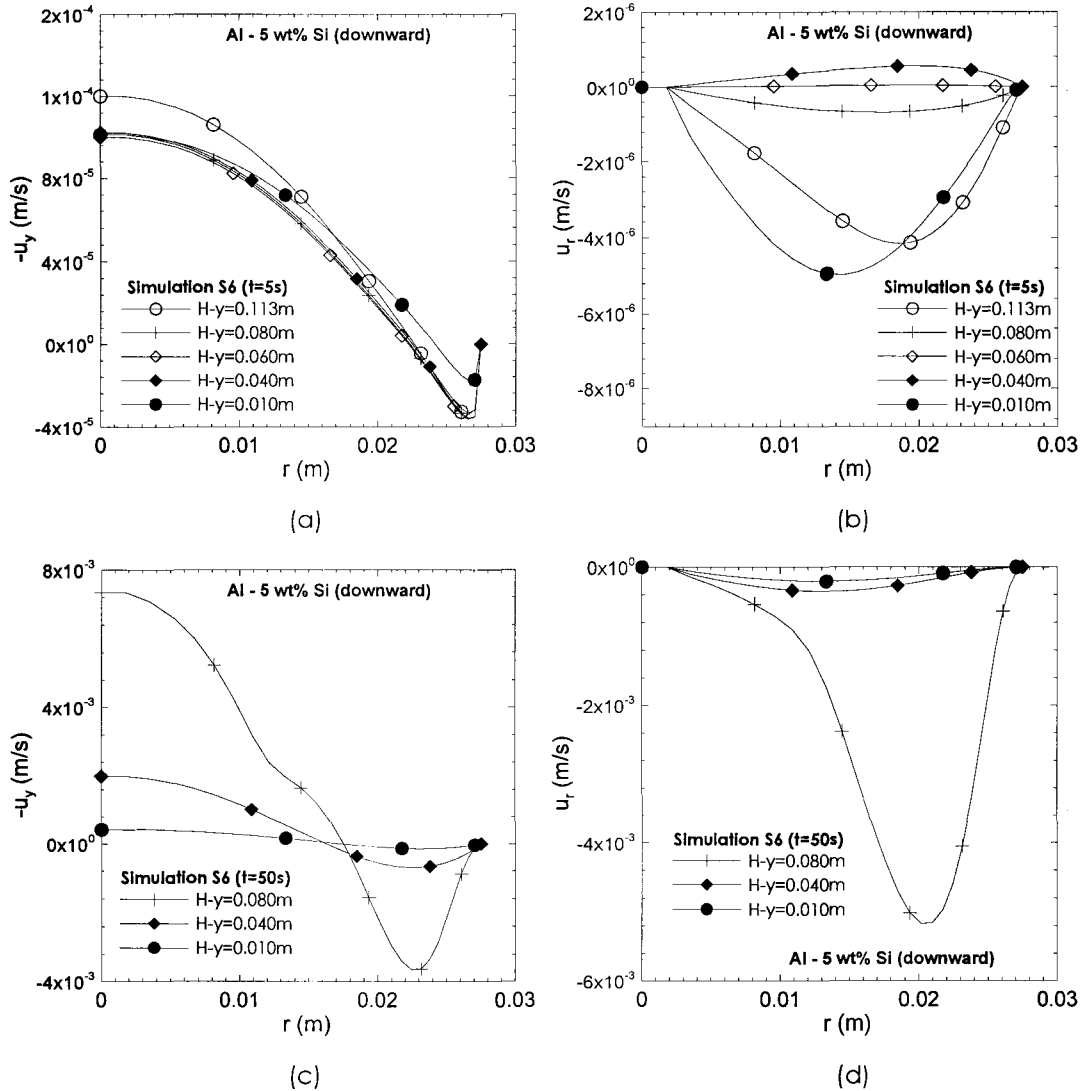 2x10⁻⁴
1x10⁻⁴
8x10⁻⁵
4x10⁻⁵
0x10⁰
-4x10⁻⁵
-u_y (m/s)
Al - 5 wt% Si (downward)
Simulation S6 (t=5s)
H-y=0.113m
H-y=0.080m
H-y=0.060m
H-y=0.040m
H-y=0.010m
0
0.01
0.02
0.03
r (m)
(a)
2x10⁻⁶
0x10⁰
-2x10⁻⁶
-4x10⁻⁶
-6x10⁻⁶
-8x10⁻⁶
u_r (m/s)
Al - 5 wt% Si (downward)
Simulation S6 (t=5s)
H-y=0.113m
H-y=0.080m
H-y=0.060m
H-y=0.040m
H-y=0.010m
0
0.01
0.02
0.03
r (m)
(b)
8x10⁻³
4x10⁻³
0x10⁰
-4x10⁻³
-u_y (m/s)
Al - 5 wt% Si (downward)
Simulation S6 (t=50s)
H-y=0.080m
H-y=0.040m
H-y=0.010m
0
0.01
0.02
0.03
r (m)
(c)
0x10⁰
-2x10⁻³
-4x10⁻³
-6x10⁻³
u_r (m/s)
Simulation S6 (t=50s)
H-y=0.080m
H-y=0.040m
H-y=0.010m
Al - 5 wt% Si (downward)
0
0.01
0.02
0.03
r (m)
(d)